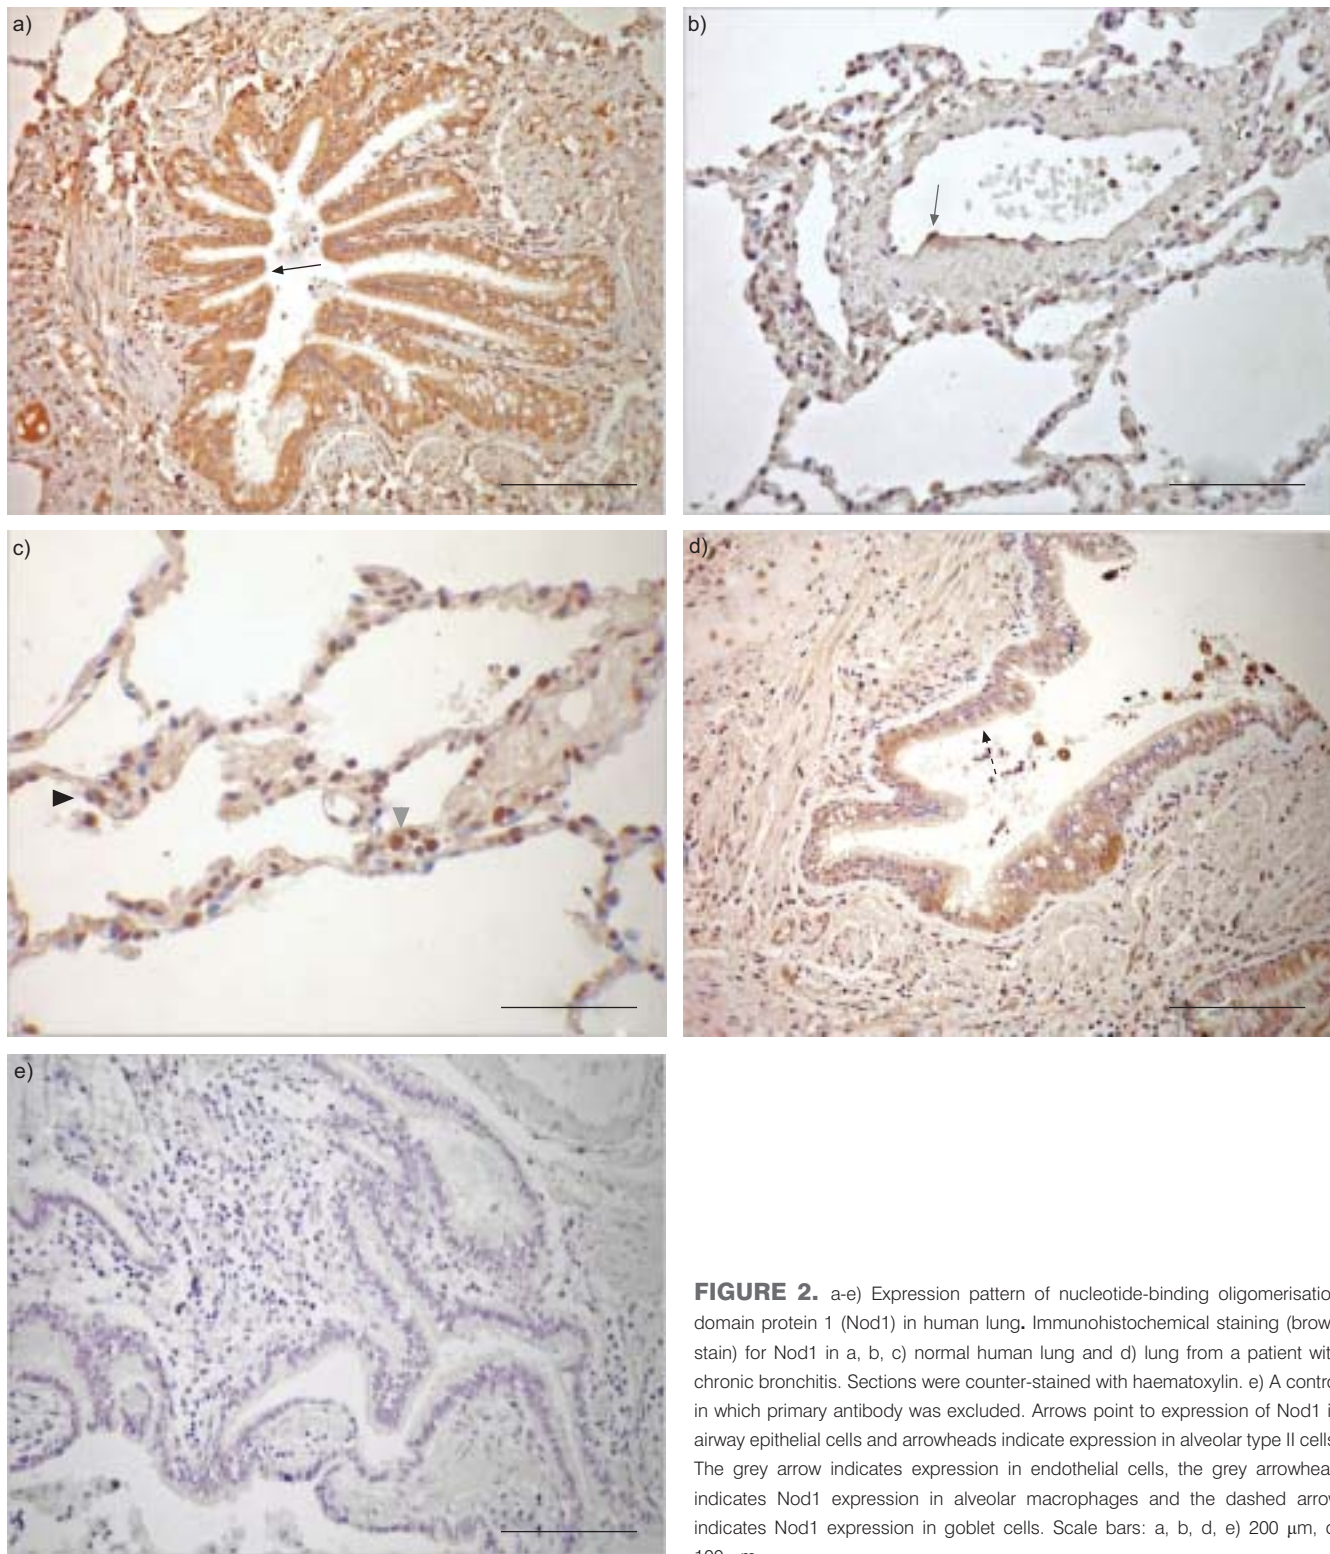 a)
b)
c)
d)
e)
FIGURE 2. a-e) Expression pattern of nucleotide-binding oligomerisatio
domain protein 1 (Nod1) in human lung. Immunohistochemical staining (brow
stain) for Nod1 in a, b, c) normal human lung and d) lung from a patient wit
chronic bronchitis. Sections were counter-stained with haematoxylin. e) A contro
in which primary antibody was excluded. Arrows point to expression of Nod1 i
airway epithelial cells and arrowheads indicate expression in alveolar type II cells
The grey arrow indicates expression in endothelial cells, the grey arrowhea
indicates Nod1 expression in alveolar macrophages and the dashed arrow
indicates Nod1 expression in goblet cells. Scale bars: a, b, d, e) 200 μm, c